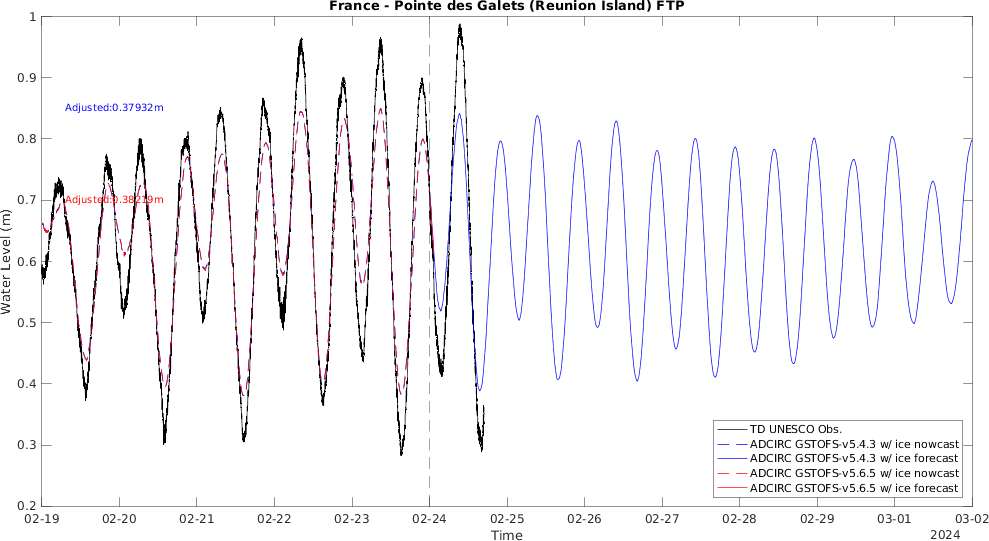 France - Pointe des Galets (Reunion Island) FTP
1
0.9
0.8
0.7
0.6
0.5
0.4
0.3
0.2
Water Level (m)
Adjusted:0.37932m
Adjusted:0.38219m
TD UNESCO Obs.
ADCIRC GSTOFS-v5.4.3 w/ ice nowcast
ADCIRC GSTOFS-v5.4.3 w/ ice forecast
ADCIRC GSTOFS-v5.6.5 w/ ice nowcast
ADCIRC GSTOFS-v5.6.5 w/ ice forecast
02-19 02-20 02-21 02-22 02-23 02-24 02-25 02-26 02-27 02-28 02-29 03-01 03-02
Time
2024